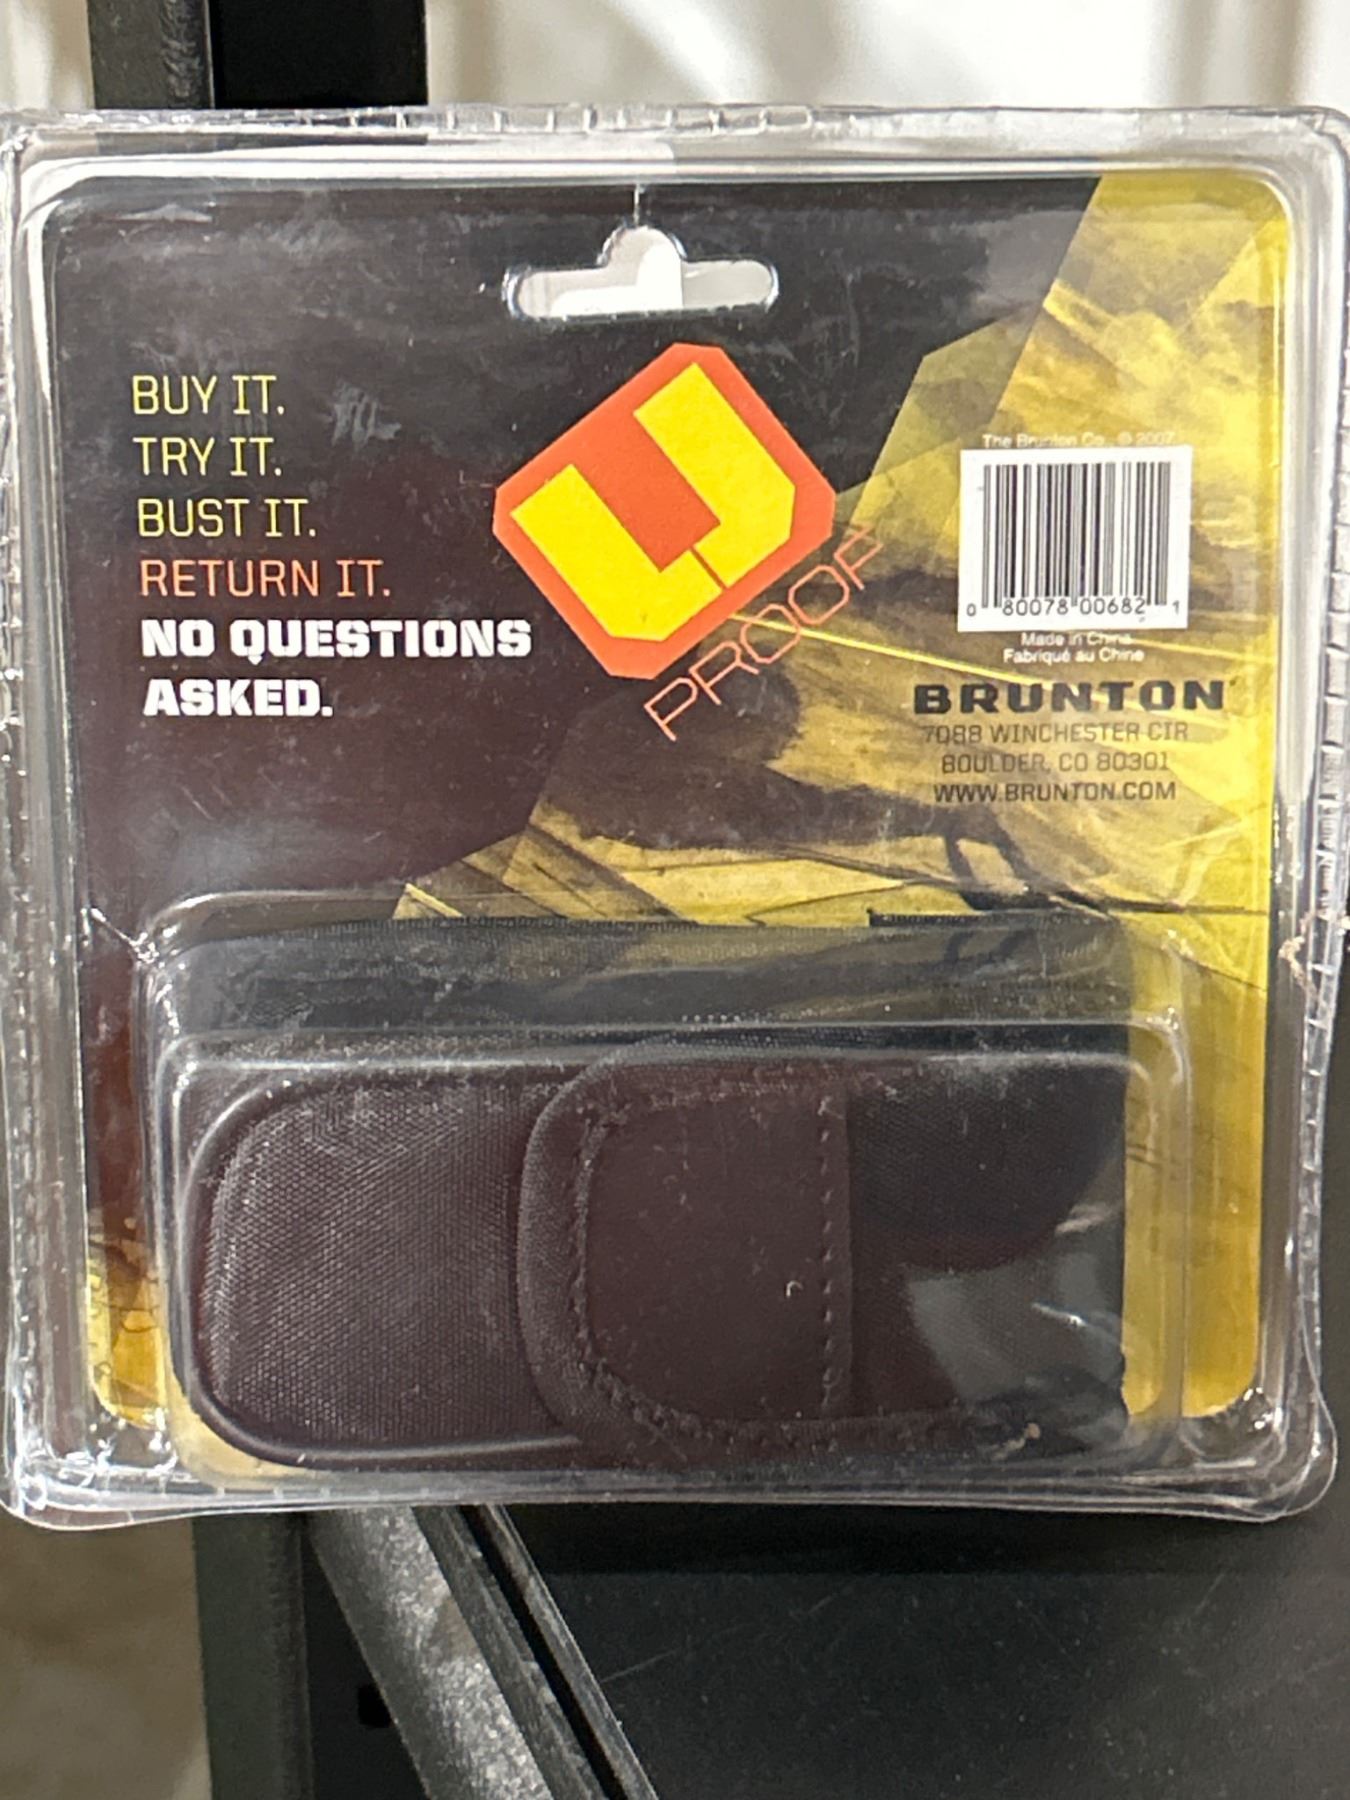 BUY IT.
TRY IT.
BUST IT.
RETURN IT.
NO QUESTIONS
ASKED.
U
PROOF
The Brunton Co., © 2007
0 80078 00682 1
Made in China
Fabriqué au Chine
BRUNTON
7088 WINCHESTER CIR
BOULDER, CO 80301
WWW.BRUNTON.COM